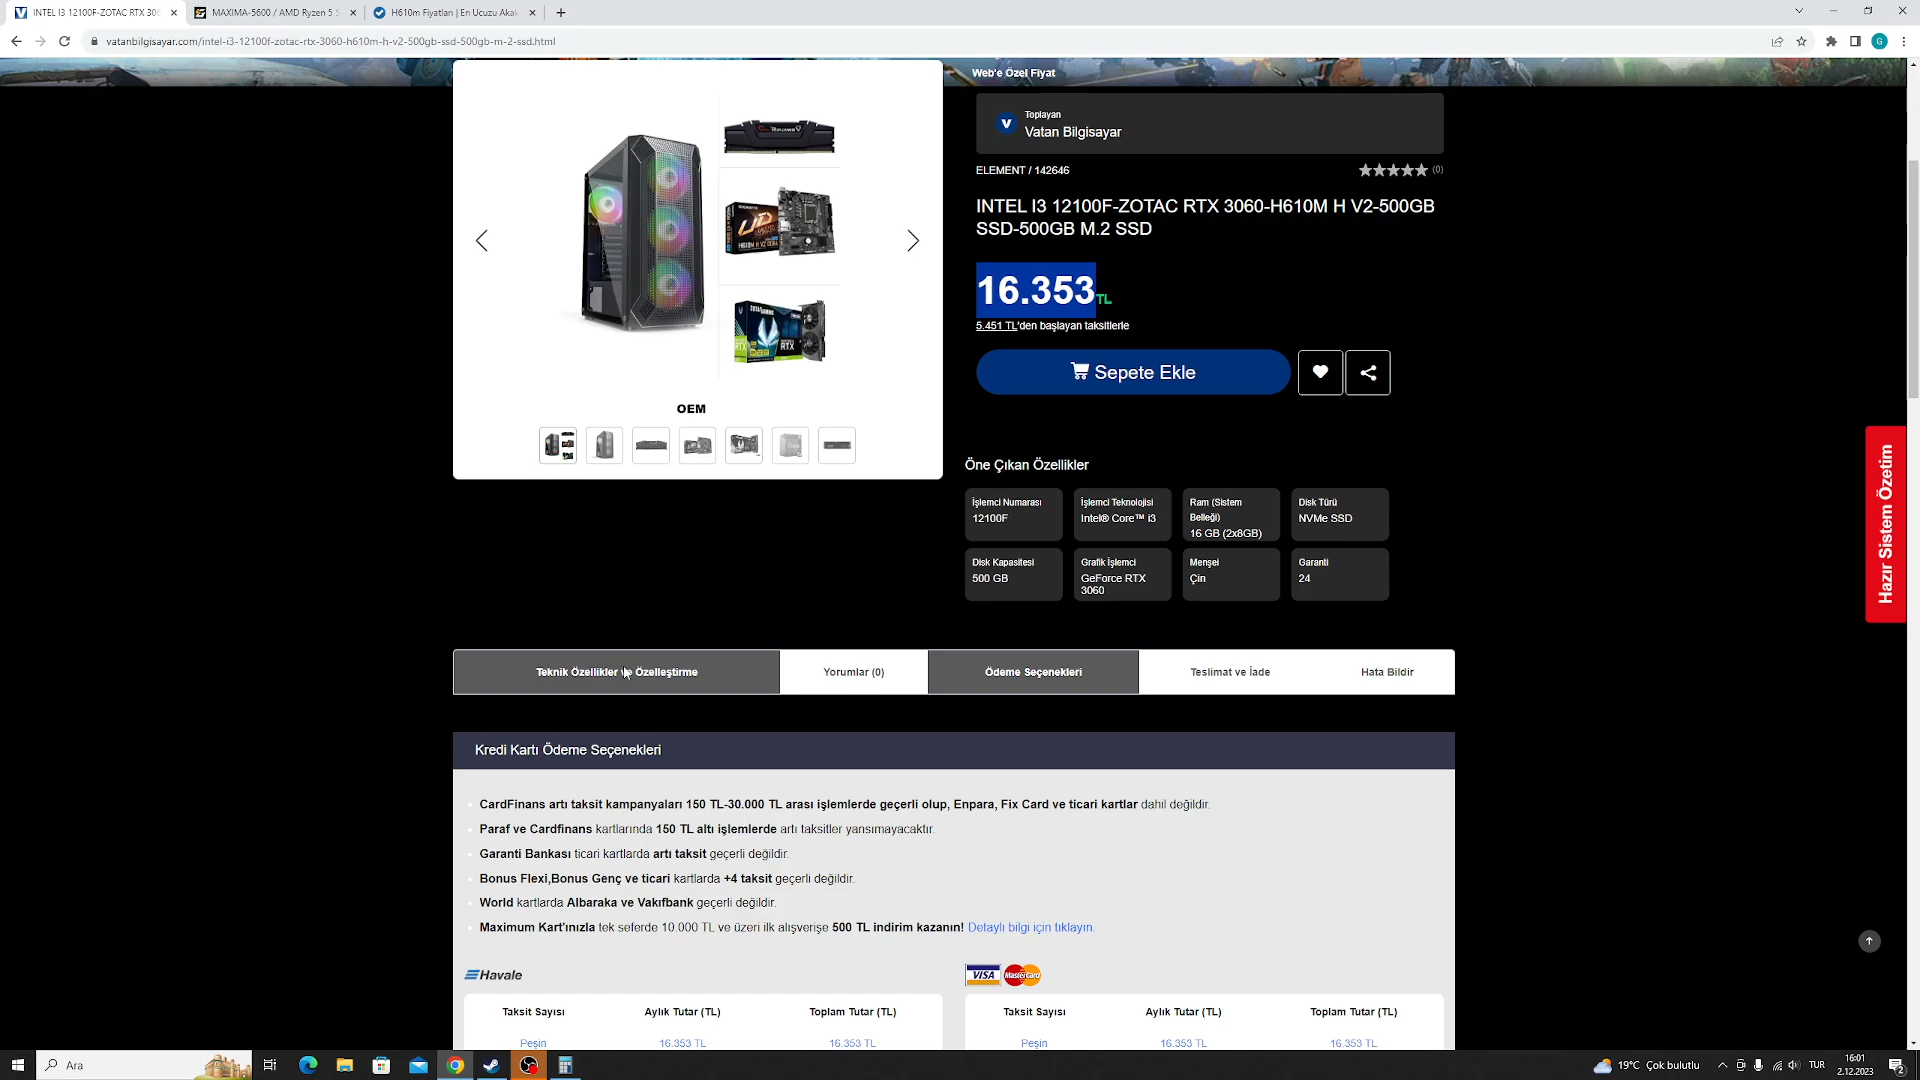 INTEL I3 12100F-ZOTAC RTX 306
MAXIMA-5600 / AMD Ryzen 5 5
H610m Fiyatları | En Ucuzu Akak
vatanbilgisayar.com/intel-i3-12100f-zotac-rtx-3060-h610m-h-v2-500gb-ssd-500gb-m-2-ssd.html
G
Web'e Özel Fiyat
Toplayan
Vatan Bilgisayar
ELEMENT / 142646
(0)
INTEL I3 12100F-ZOTAC RTX 3060-H610M H V2-500GB
SSD-500GB M.2 SSD
16.353 TL
5.451 TL'den başlayan taksitlerle
Sepete Ekle
OEM
Öne Çıkan Özellikler
İşlemci Numarası
12100F
İşlemci Teknolojisi
Intel® Core™ i3
Ram (Sistem
Belleği)
16 GB (2x8GB)
Disk Türü
NVMe SSD
Disk Kapasitesi
500 GB
Grafik İşlemci
GeForce RTX
3060
Menşei
Çin
Garanti
24
Hazır Sistem Özetim
Teknik Özellikler ve Özelleştirme
Yorumlar (0)
Ödeme Seçenekleri
Teslimat ve İade
Hata Bildir
Kredi Kartı Ödeme Seçenekleri
CardFinans artı taksit kampanyaları 150 TL-30.000 TL arası işlemlerde geçerli olup, Enpara, Fix Card ve ticari kartlar dahil değildir.
Paraf ve Cardfinans kartlarında 150 TL altı işlemlerde artı taksitler yansımayacaktır.
Garanti Bankası ticari kartlarda artı taksit geçerli değildir.
Bonus Flexi,Bonus Genç ve ticari kartlarda +4 taksit geçerli değildir.
World kartlarda Albaraka ve Vakıfbank geçerli değildir.
Maximum Kart'ınızla tek seferde 10.000 TL ve üzeri ilk alışverişe 500 TL indirim kazanın! Detaylı bilgi için tıklayın.
Havale
VISA MasterCard
Taksit Sayısı Aylık Tutar (TL) Toplam Tutar (TL)
Peşin 16.353 TL 16.353 TL
Taksit Sayısı Aylık Tutar (TL) Toplam Tutar (TL)
Peşin 16.353 TL 16.353 TL
Ara
19°C Çok bulutlu
TUR
16:01
2.12.2023
2